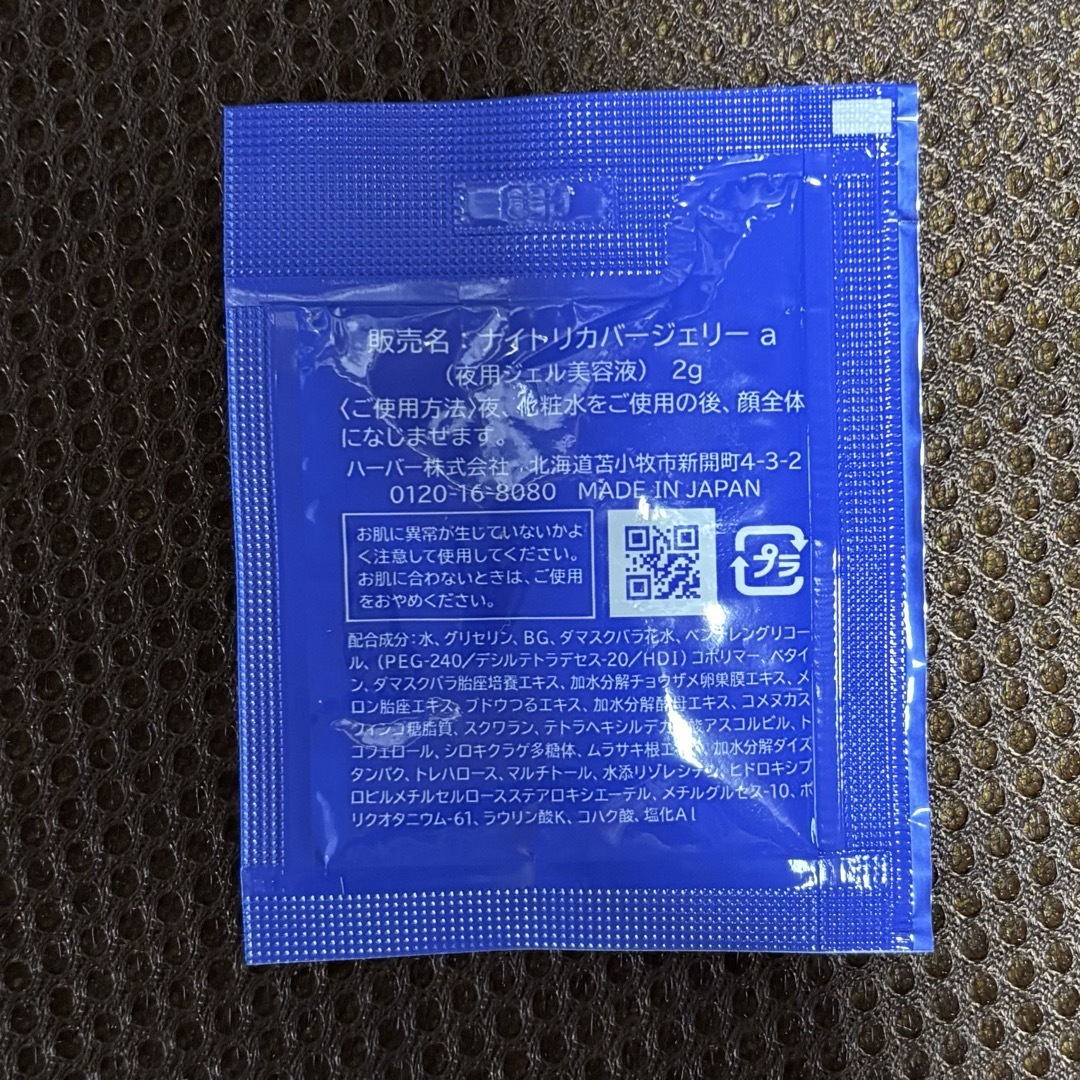 販売名：ナイトリカバージェリー a
（夜用ジェル美容液） 2g
〈ご使用方法〉夜、化粧水をご使用の後、顔全体
になじませます。
ハーバー株式会社 北海道苫小牧市新開町4-3-2
0120-16-8080 MADE IN JAPAN
お肌に異常が生じていないかよ
く注意して使用してください。
お肌に合わないときは、ご使用
をおやめください。
プラ
配合成分：水、グリセリン、BG、ダマスクバラ花水、ペンチレングリコー
ル、(PEG-240／デシルテトラデセス-20／HDI)コポリマー、ベタイ
ン、ダマスクバラ胎座培養エキス、加水分解チョウザメ卵巣膜エキス、メ
ロン胎座エキス、ブドウつるエキス、加水分解酵母エキス、コメヌカス
フィンゴ糖脂質、スクワラン、テトラヘキシルデカン酸アスコルビル、ト
コフェロール、シロキクラゲ多糖体、ムラサキ根エキス、加水分解ダイズ
タンパク、トレハロース、マルチトール、水添リゾレシチン、ヒドロキシプ
ロピルメチルセルロースステアロキシエーテル、メチルグルセス-10、ポ
リクオタニウム-61、ラウリン酸K、コハク酸、塩化Al